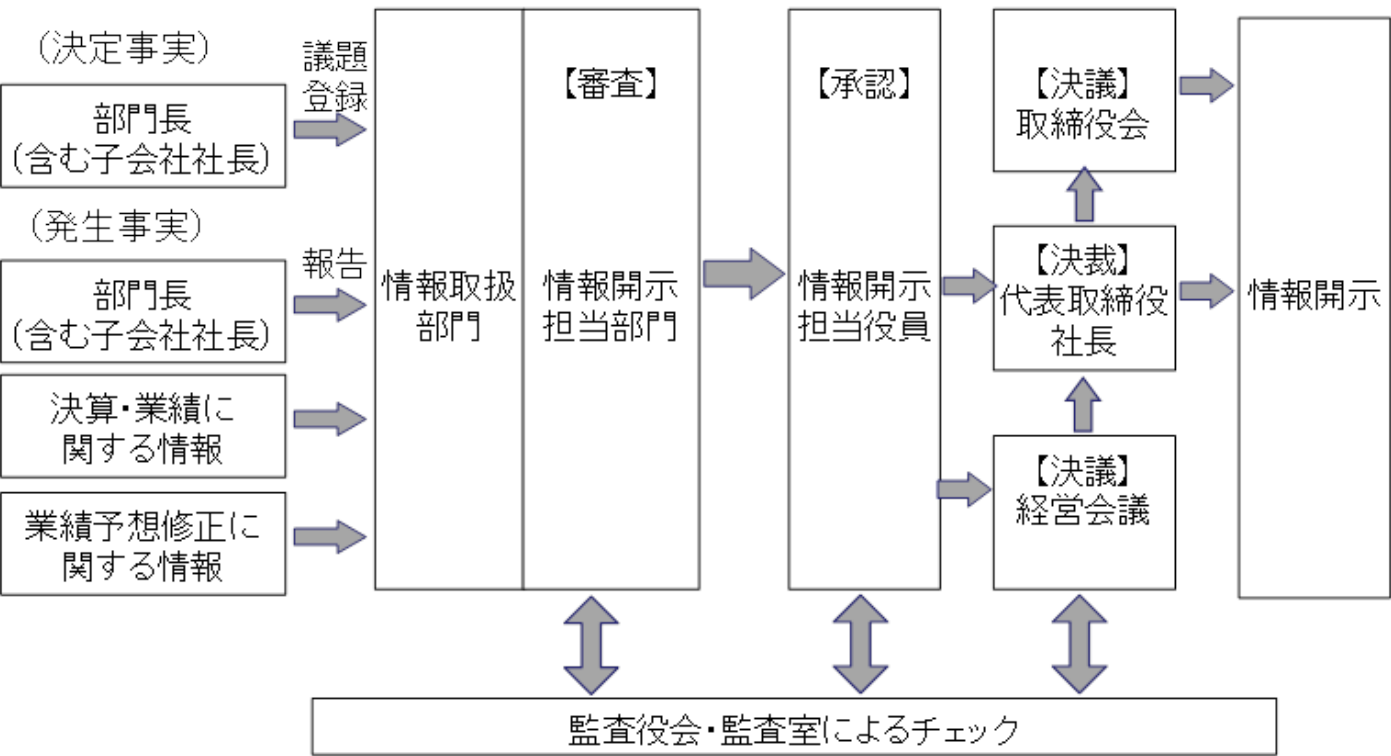 （決定事実）
部門長
(含む子会社社長)
議題
登録
（発生事実）
部門長
(含む子会社社長)
報告
決算・業績に
関する情報
業績予想修正に
関する情報
情報取扱
部門
【審査】
情報開示
担当部門
【承認】
情報開示
担当役員
【決議】
取締役会
【決裁】
代表取締役
社長
【決議】
経営会議
情報開示
監査役会・監査室によるチェック